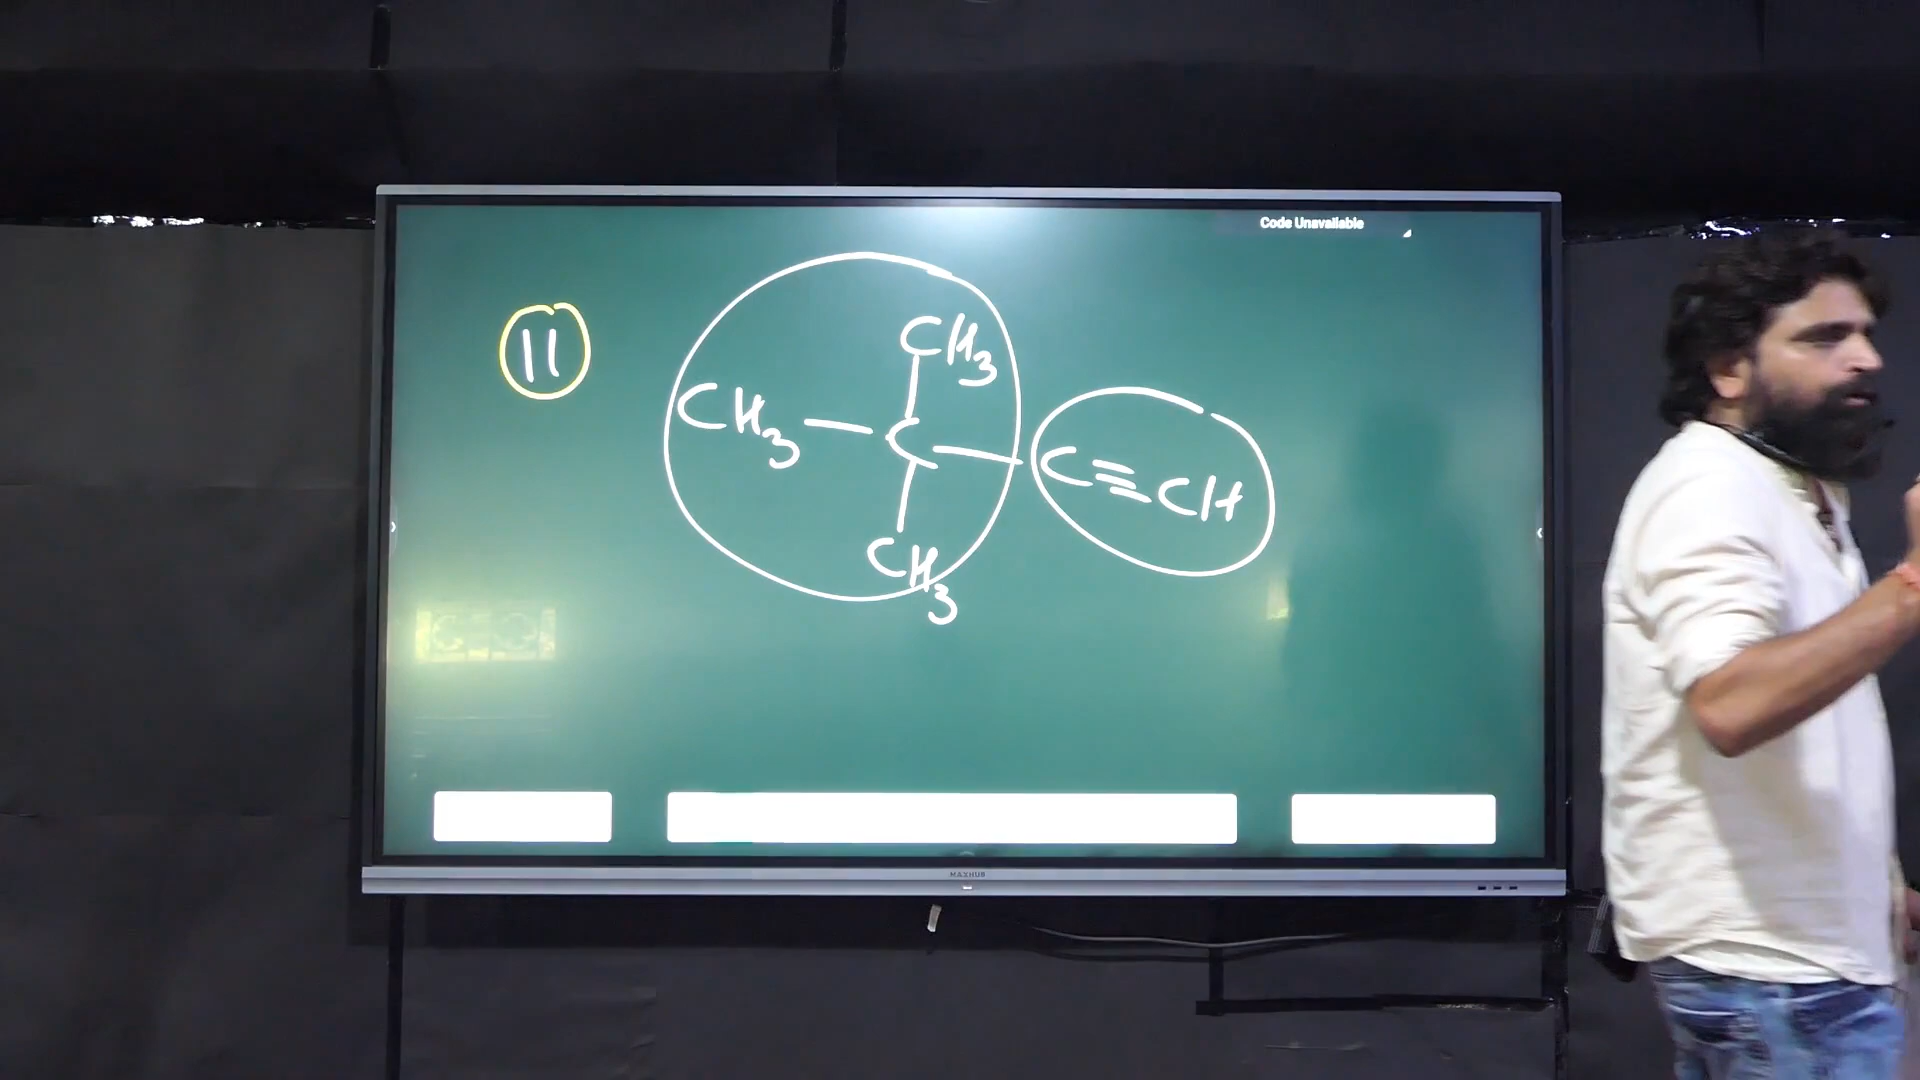 Code Unavailable
11
CH3
CH3 — C — C≡CH
CH3
MAXHUB